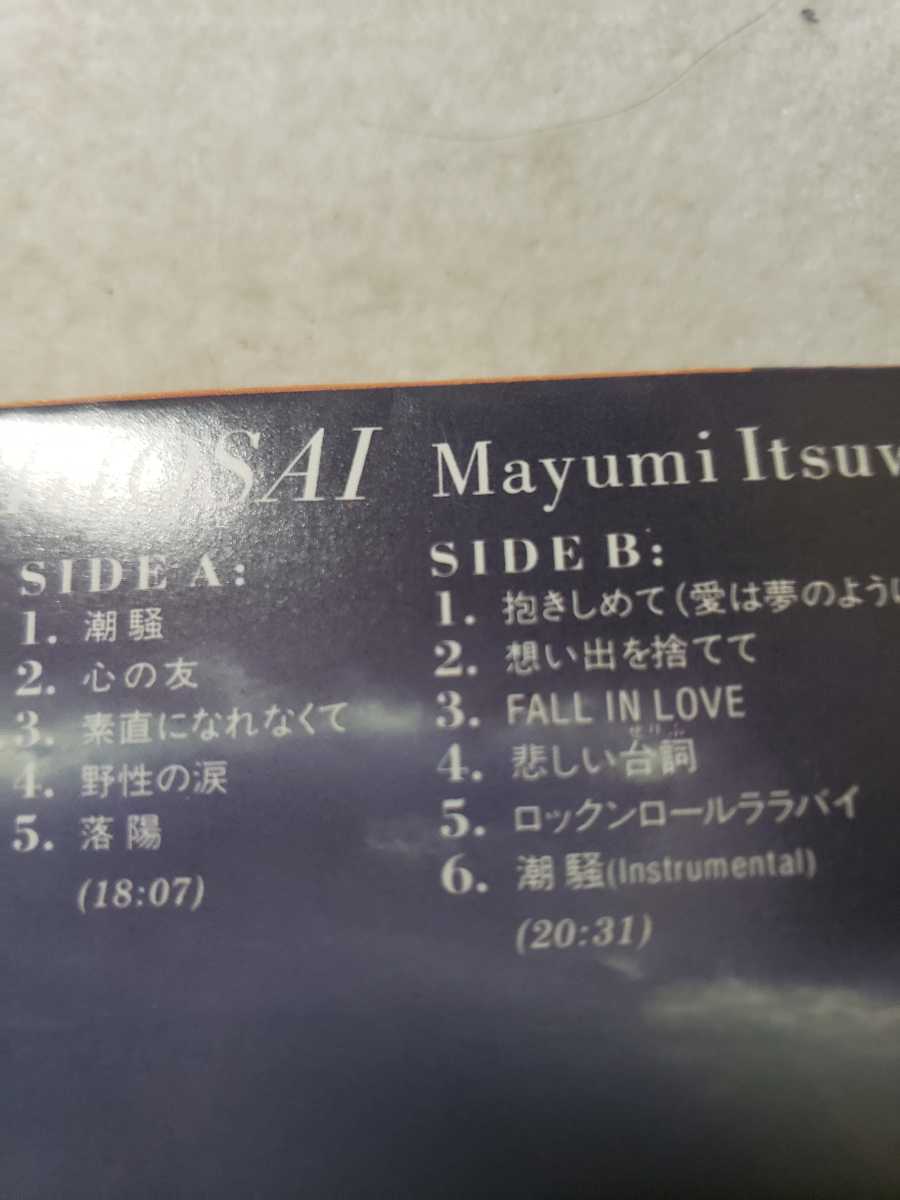 SHIOSAI Mayumi Itsuw
SIDE A:
1. 潮騒
2. 心の友
3. 素直になれなくて
4. 野性の涙
5. 落陽
(18:07)
SIDE B:
1. 抱きしめて(愛は夢のように
2. 想い出を捨てて
3. FALL IN LOVE
4. 悲しい台詞
せりふ
5. ロックンロールララバイ
6. 潮騒(Instrumental)
(20:31)